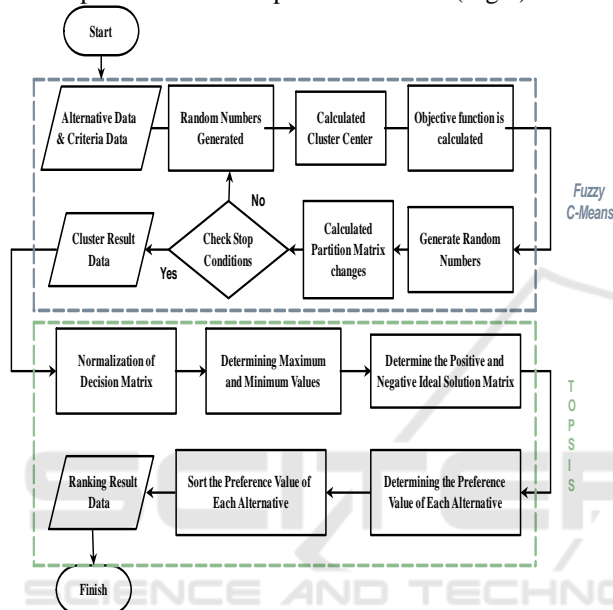 Start
Alternative Data
& Criteria Data
Random Numbers
Generated
Calculated
Cluster Center
Objective function is
calculated
Fuzzy
C-Means
No
Cluster Result
Data
Yes
Check Stop
Conditions
Calculated
Partition Matrix
changes
Generate Random
Numbers
Normalization of
Decision Matrix
Determining Maximum
and Minimum Values
Determine the Positive and
Negative Ideal Solution Matrix
T
O
P
S
I
S
Ranking Result
Data
Sort the Preference Value of
Each Alternative
Determining the Preference
Value of Each Alternative
Finish
SCIENCE AND TECHNO